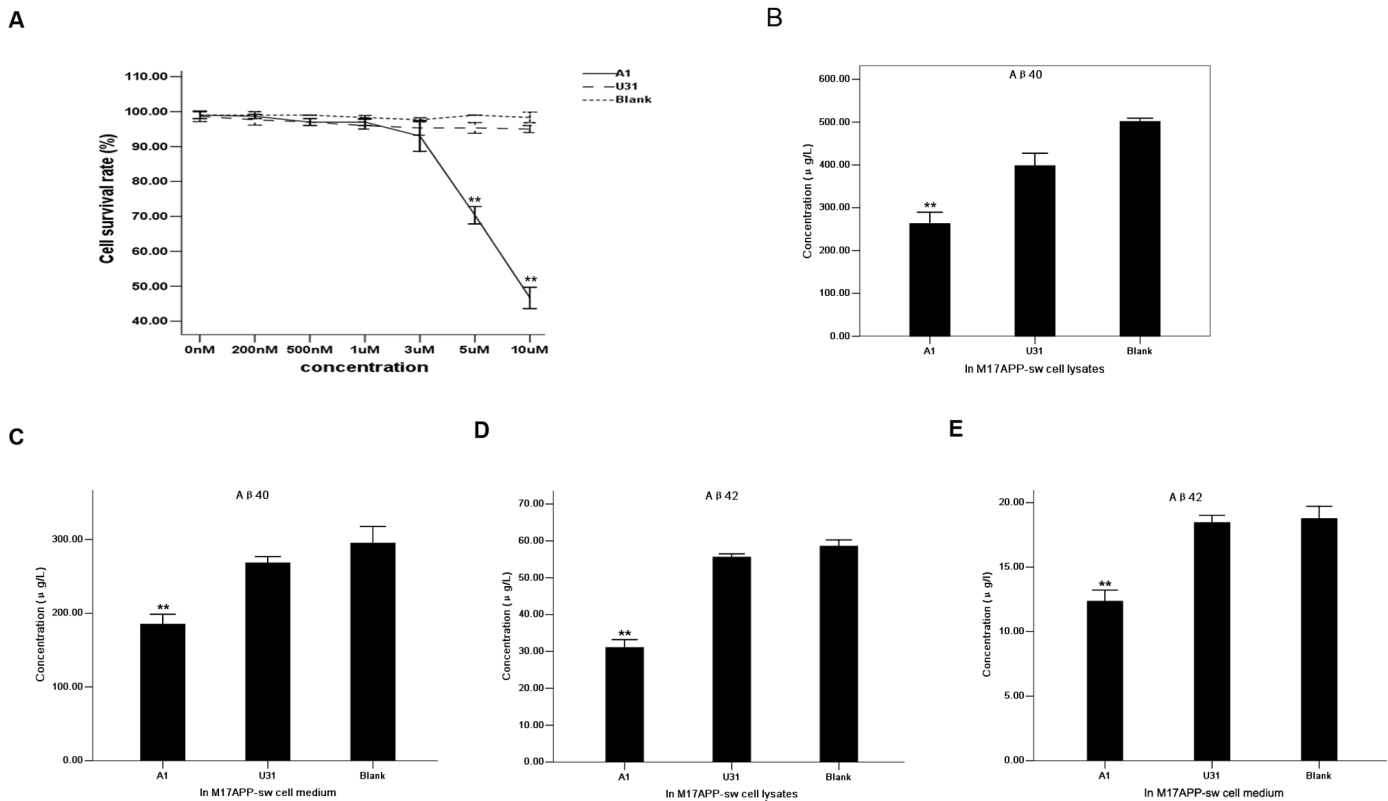 A
110.00
100.00
90.00
80.00
70.00
60.00
50.00
40.00
Cell survival rate (%)
**
**
0nM 200nM 500nM 1uM 3uM 5uM 10uM
concentration
A1
U31
Blank
B
A β 40
600.00
500.00
400.00
300.00
200.00
100.00
0.00
Concentration ( μ g/L)
**
A1 U31 Blank
In M17APP-sw cell lysates
C
A β 40
300.00
200.00
100.00
0.00
Concentration ( μ g/L)
**
A1 U31 Blank
In M17APP-sw cell medium
D
A β 42
70.00
60.00
50.00
40.00
30.00
20.00
10.00
0.00
Concentration ( μ g/L)
**
A1 U31 Blank
In M17APP-sw cell lysates
E
A β 42
20.00
15.00
10.00
5.00
0.00
Concentration ( μ g/l)
**
A1 U31 Blank
In M17APP-sw cell medium